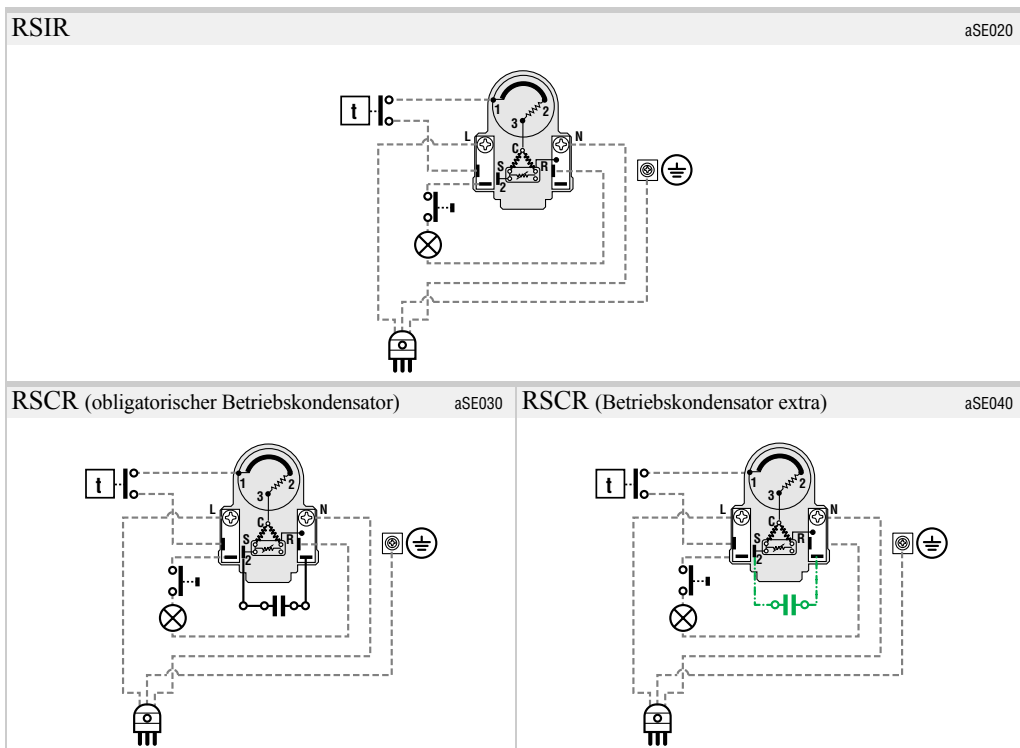 RSIR aSE020
t
1 2
3
L N
C
S R
2
RSCR (obligatorischer Betriebskondensator) aSE030
t
1 2
3
L N
C
S R
2
RSCR (Betriebskondensator extra) aSE040
t
1 2
3
L N
C
S R
2